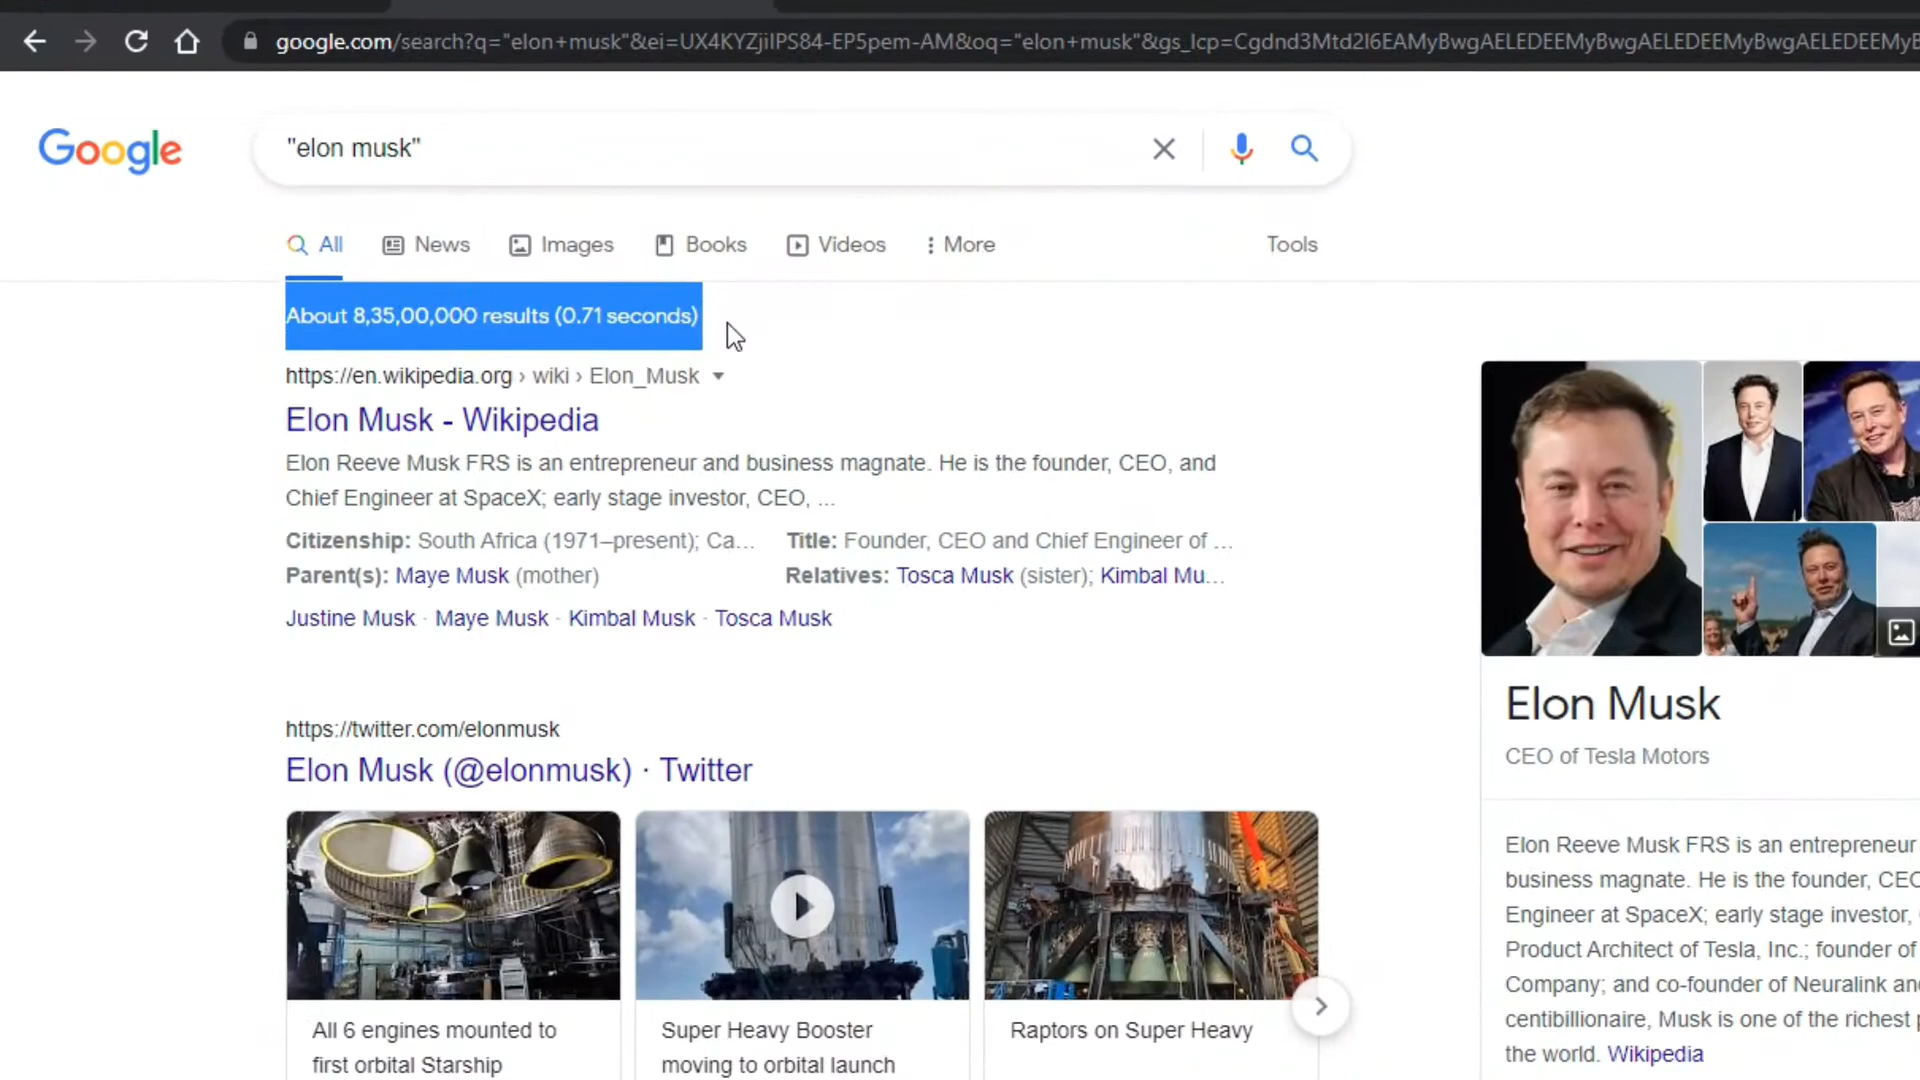 google.com/search?q="elon+musk"&ei=UX4KYZjiIPS84-EP5pem-AM&oq="elon+musk"&gs_lcp=Cgdnd3Mtd2l6EAMyBwgAELEDEEMyBwgAELEDEEMyBwgAELEDEEMyB
Google
"elon musk"
All News Images Books Videos More Tools
About 8,35,00,000 results (0.71 seconds)
https://en.wikipedia.org › wiki › Elon_Musk
Elon Musk - Wikipedia
Elon Reeve Musk FRS is an entrepreneur and business magnate. He is the founder, CEO, and
Chief Engineer at SpaceX; early stage investor, CEO, ...
Citizenship: South Africa (1971–present); Ca... Title: Founder, CEO and Chief Engineer of ...
Parent(s): Maye Musk (mother) Relatives: Tosca Musk (sister); Kimbal Mu...
Justine Musk · Maye Musk · Kimbal Musk · Tosca Musk
https://twitter.com/elonmusk
Elon Musk (@elonmusk) · Twitter
All 6 engines mounted to
first orbital Starship
Super Heavy Booster
moving to orbital launch
Raptors on Super Heavy
Elon Musk
CEO of Tesla Motors
Elon Reeve Musk FRS is an entrepreneur
business magnate. He is the founder, CEO
Engineer at SpaceX; early stage investor,
Product Architect of Tesla, Inc.; founder of
Company; and co-founder of Neuralink and
centibillionaire, Musk is one of the richest p
the world. Wikipedia